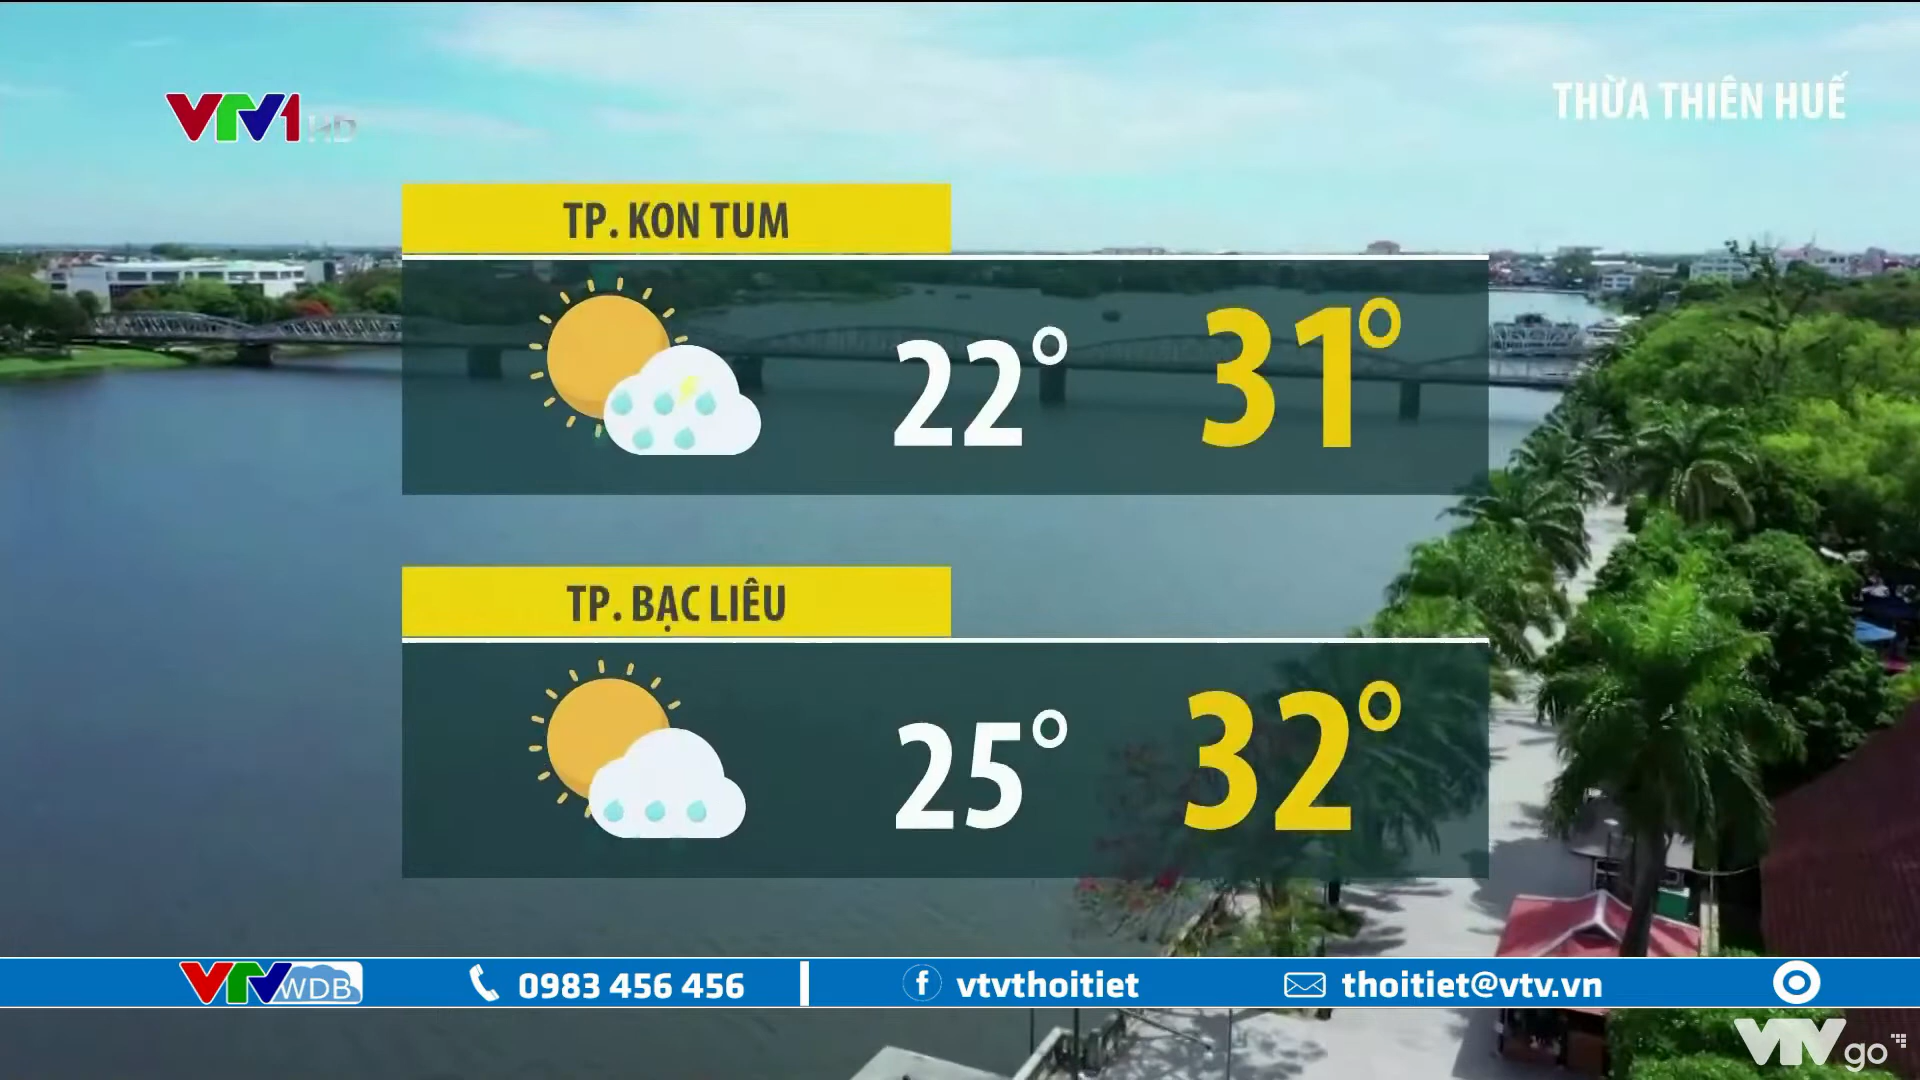 VTV1 HD
THỪA THIÊN HUẾ
TP. KON TUM
22° 31°
TP. BẠC LIÊU
25° 32°
VTV WDB 0983 456 456 vtvthoitiet thoitiet@vtv.vn
VTV go